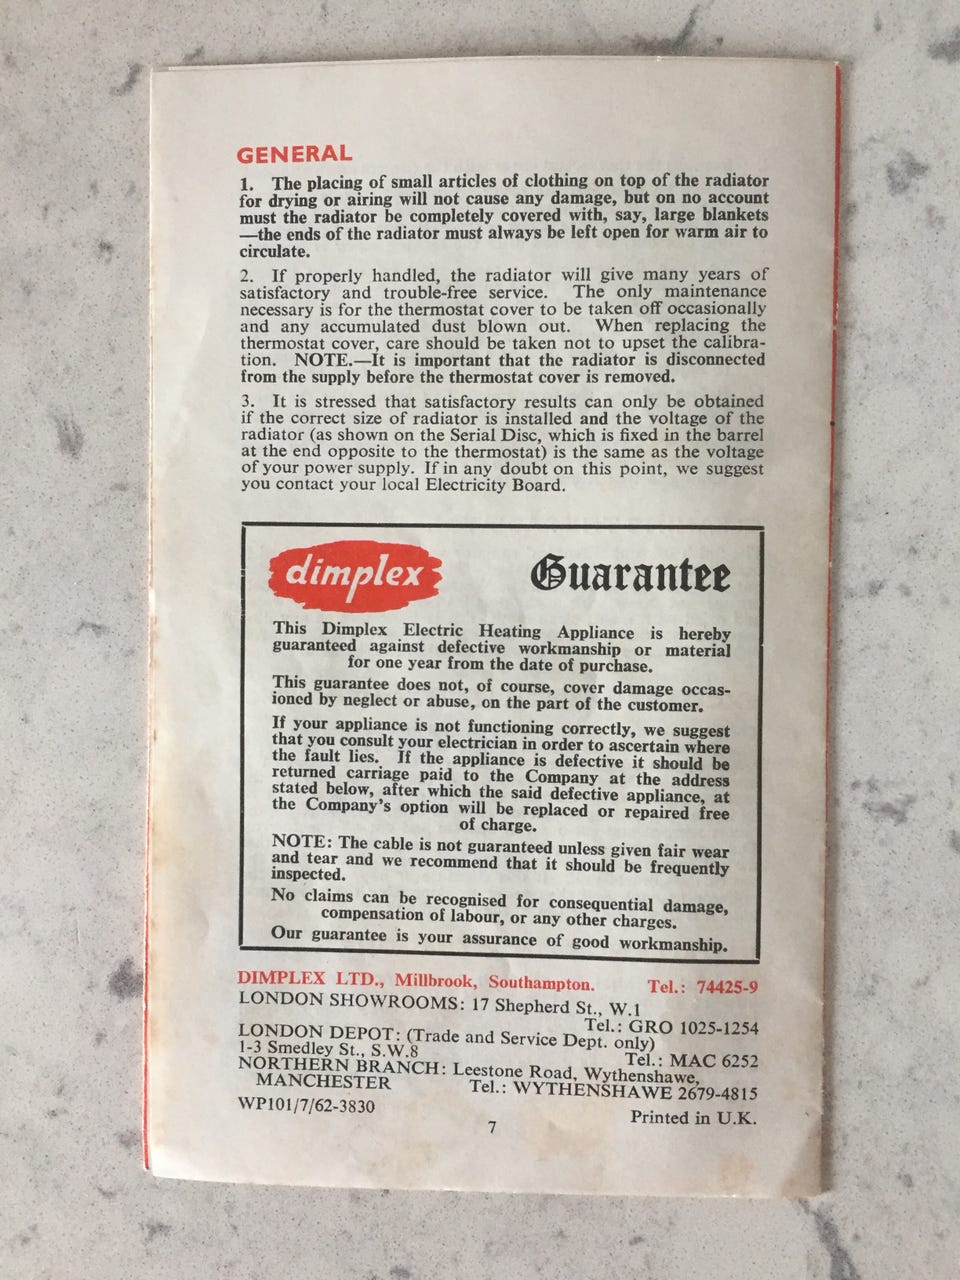 GENERAL
1. The placing of small articles of clothing on top of the radiator
for drying or airing will not cause any damage, but on no account
must the radiator be completely covered with, say, large blankets
—the ends of the radiator must always be left open for warm air to
circulate.
2. If properly handled, the radiator will give many years of
satisfactory and trouble-free service. The only maintenance
necessary is for the thermostat cover to be taken off occasionally
and any accumulated dust blown out. When replacing the
thermostat cover, care should be taken not to upset the calibra-
tion. NOTE.—It is important that the radiator is disconnected
from the supply before the thermostat cover is removed.
3. It is stressed that satisfactory results can only be obtained
if the correct size of radiator is installed and the voltage of the
radiator (as shown on the Serial Disc, which is fixed in the barrel
at the end opposite to the thermostat) is the same as the voltage
of your power supply. If in any doubt on this point, we suggest
you contact your local Electricity Board.
dimplex Guarantee
This Dimplex Electric Heating Appliance is hereby
guaranteed against defective workmanship or material
for one year from the date of purchase.
This guarantee does not, of course, cover damage occas-
ioned by neglect or abuse, on the part of the customer.
If your appliance is not functioning correctly, we suggest
that you consult your electrician in order to ascertain where
the fault lies. If the appliance is defective it should be
returned carriage paid to the Company at the address
stated below, after which the said defective appliance, at
the Company's option will be replaced or repaired free
of charge.
NOTE: The cable is not guaranteed unless given fair wear
and tear and we recommend that it should be frequently
inspected.
No claims can be recognised for consequential damage,
compensation of labour, or any other charges.
Our guarantee is your assurance of good workmanship.
DIMPLEX LTD., Millbrook, Southampton. Tel.: 74425-9
LONDON SHOWROOMS: 17 Shepherd St., W.1
Tel.: GRO 1025-1254
LONDON DEPOT: (Trade and Service Dept. only)
1-3 Smedley St., S.W.8 Tel.: MAC 6252
NORTHERN BRANCH: Leestone Road, Wythenshawe,
MANCHESTER Tel.: WYTHENSHAWE 2679-4815
WP101/7/62-3830 Printed in U.K.
7